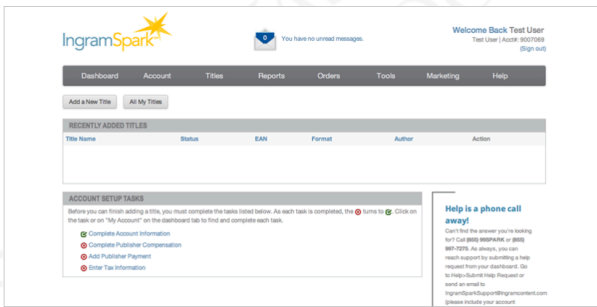 IngramSpark
0
You have no unread messages.
Welcome Back Test User
Test User | Acct#: 9007069
(Sign out)
Dashboard Account Titles Reports Orders Tools Marketing Help
Add a New Title All My Titles
RECENTLY ADDED TITLES
Title Name Status EAN Format Author Action
ACCOUNT SETUP TASKS
Before you can finish adding a title, you must complete the tasks listed below. As each task is completed, the turns to . Click on
the task or on "My Account" on the dashboard tab to find and complete each task.
Complete Account Information
Complete Publisher Compensation
Add Publisher Payment
Enter Tax Information
Help is a phone call
away!
Can't find the answer you're looking
for? Call (855) 99SPARK or (855)
997-7275. As always, you can
reach support by submitting a help
request from your dashboard. Go
to Help>Submit Help Request or
send an email to
IngramSparkSupport@ingramcontent.com
(please include your account